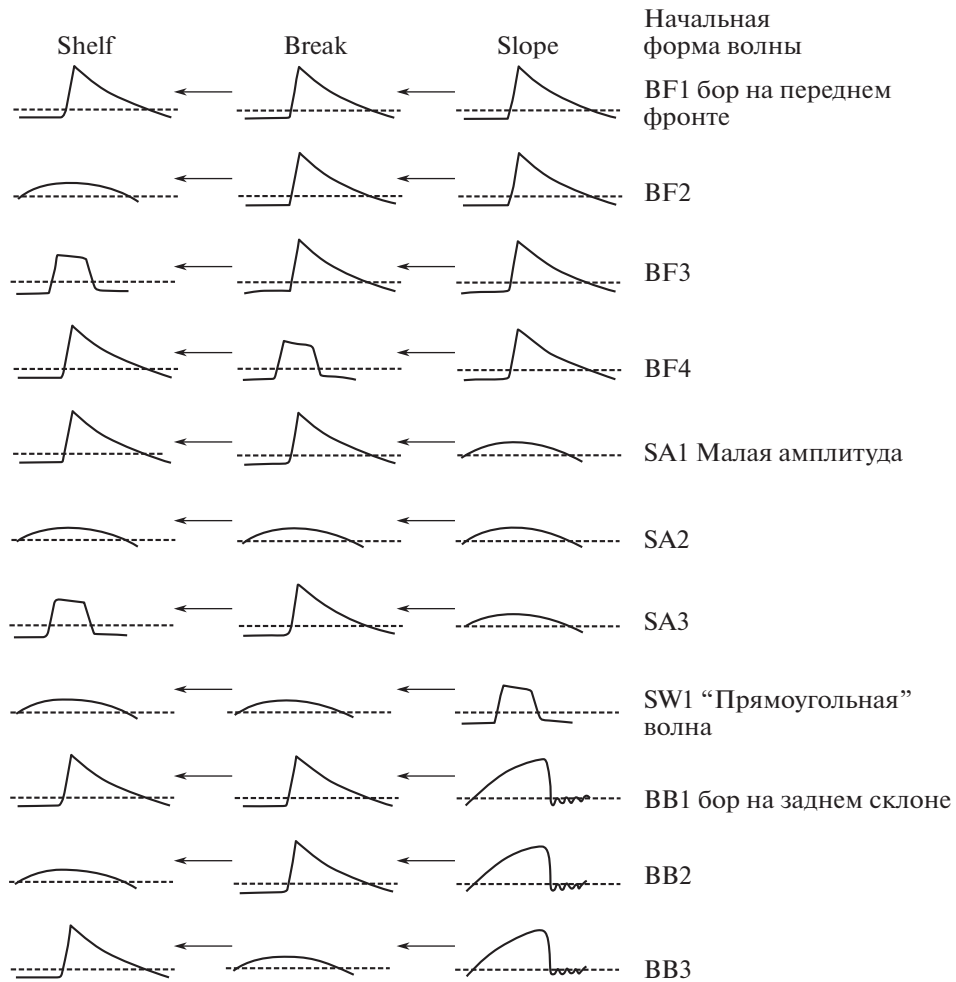 Начальная
Shelf Break Slope форма волны
BF1 бор на переднем
фронте
BF2
BF3
BF4
SA1 Малая амплитуда
SA2
SA3
SW1 “Прямоугольная”
волна
BB1 бор на заднем склоне
BB2
BB3